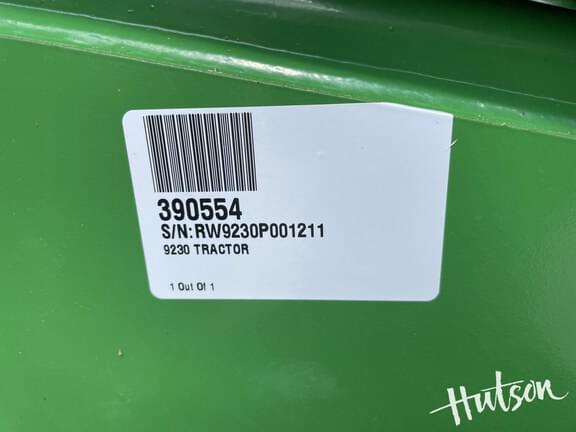 390554
S/N:RW9230P001211
9230 TRACTOR
1 Out Of 1
Hutson